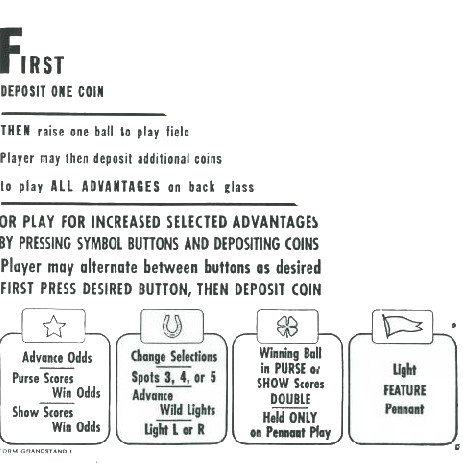 FIRST
DEPOSIT ONE COIN
THEN raise one ball to play field
Player may then deposit additional coins
to play ALL ADVANTAGES on back glass
OR PLAY FOR INCREASED SELECTED ADVANTAGES
BY PRESSING SYMBOL BUTTONS AND DEPOSITING COINS
Player may alternate between buttons as desired
FIRST PRESS DESIRED BUTTON, THEN DEPOSIT COIN
Advance Odds
Purse Scores
Win Odds
Show Scores
Win Odds
Change Selections
Spots 3, 4, or 5
Advance
Wild Lights
Light L or R
Winning Ball
in PURSE or
SHOW Scores
DOUBLE
Held ONLY
on Pennant Play
Light
FEATURE
Pennant
ORM GRANDSTAND I